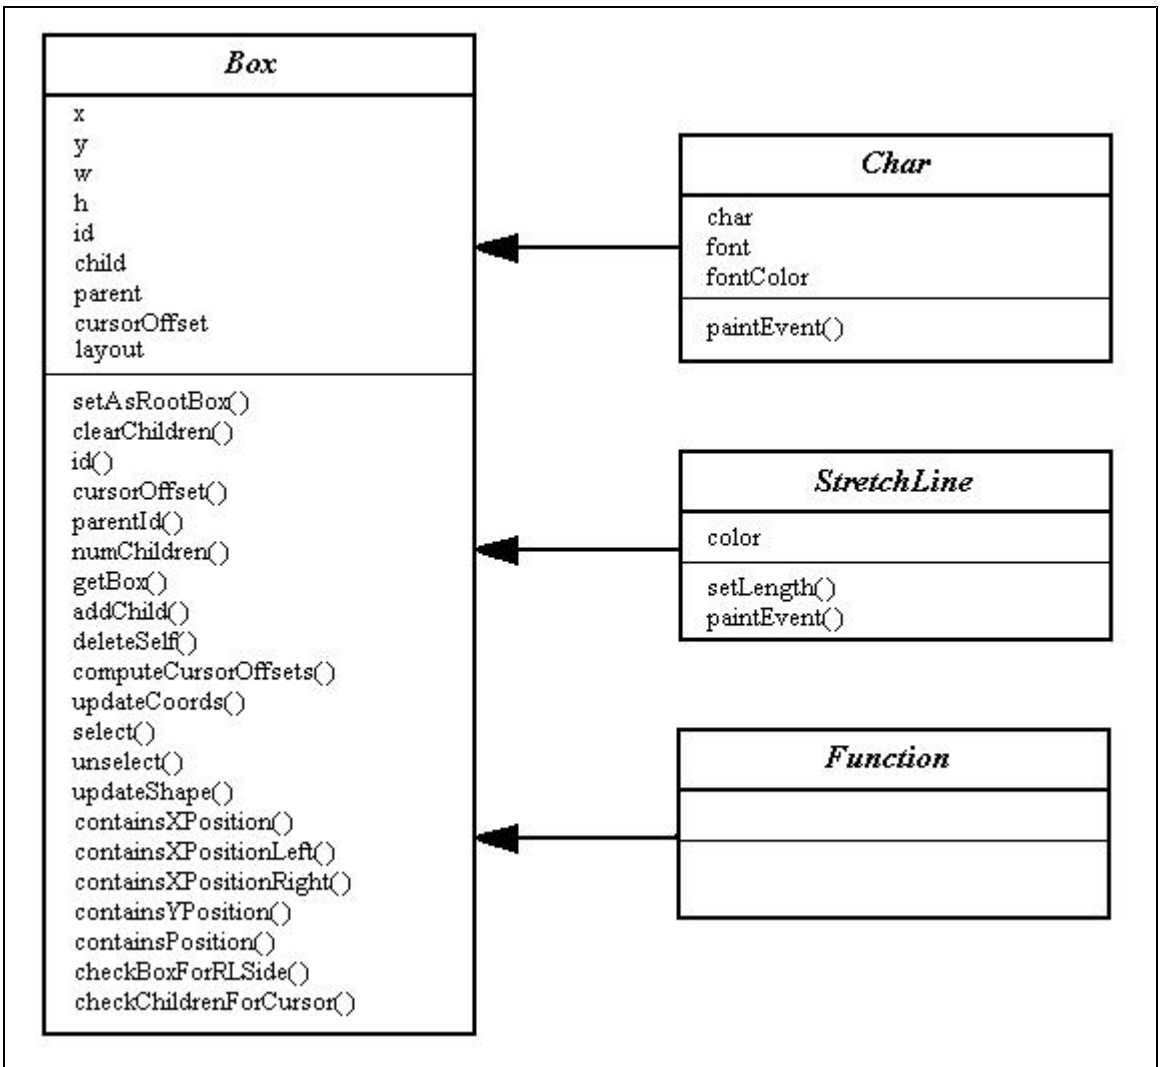 Box
x
y
w
h
id
child
parent
cursorOffset
layout
setAsRootBox()
clearChildren()
id()
cursorOffset()
parentId()
numChildren()
getBox()
addChild()
deleteSelf()
computeCursorOffsets()
updateCoords()
select()
unselect()
updateShape()
containsXPosition()
containsXPositionLeft()
containsXPositionRight()
containsYPosition()
containsPosition()
checkBoxForRLSide()
checkChildrenForCursor()
Char
char
font
fontColor
paintEvent()
StretchLine
color
setLength()
paintEvent()
Function